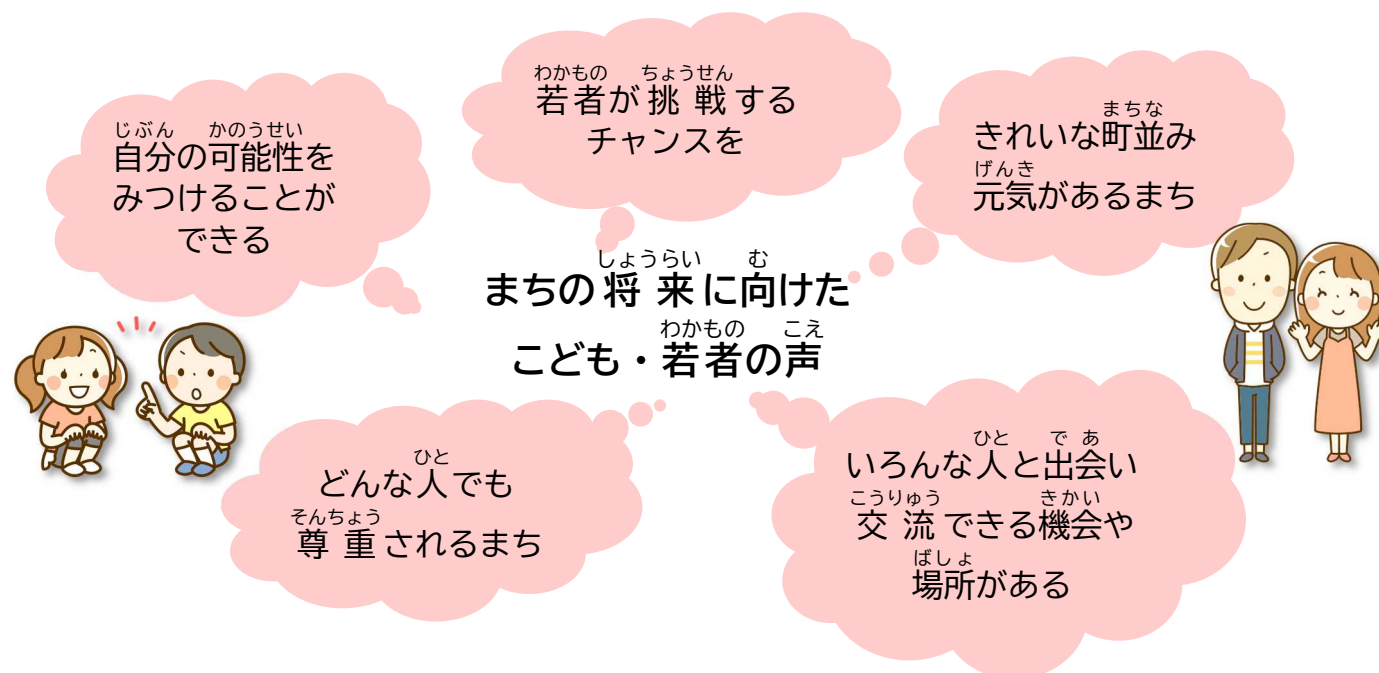 わかもの ちょうせん
若者が挑戦する
チャンスを
じぶん かのうせい
自分の可能性を
みつけることが
できる
まちな
きれいな町並み
げんき
元気があるまち
しょうらい む
まちの将来に向けた
わかもの こえ
こども・若者の声
ひと
どんな人でも
そんちょう
尊重されるまち
ひと であ
いろんな人と出会い
こうりゅう きかい
交流できる機会や
ばしょ
場所がある